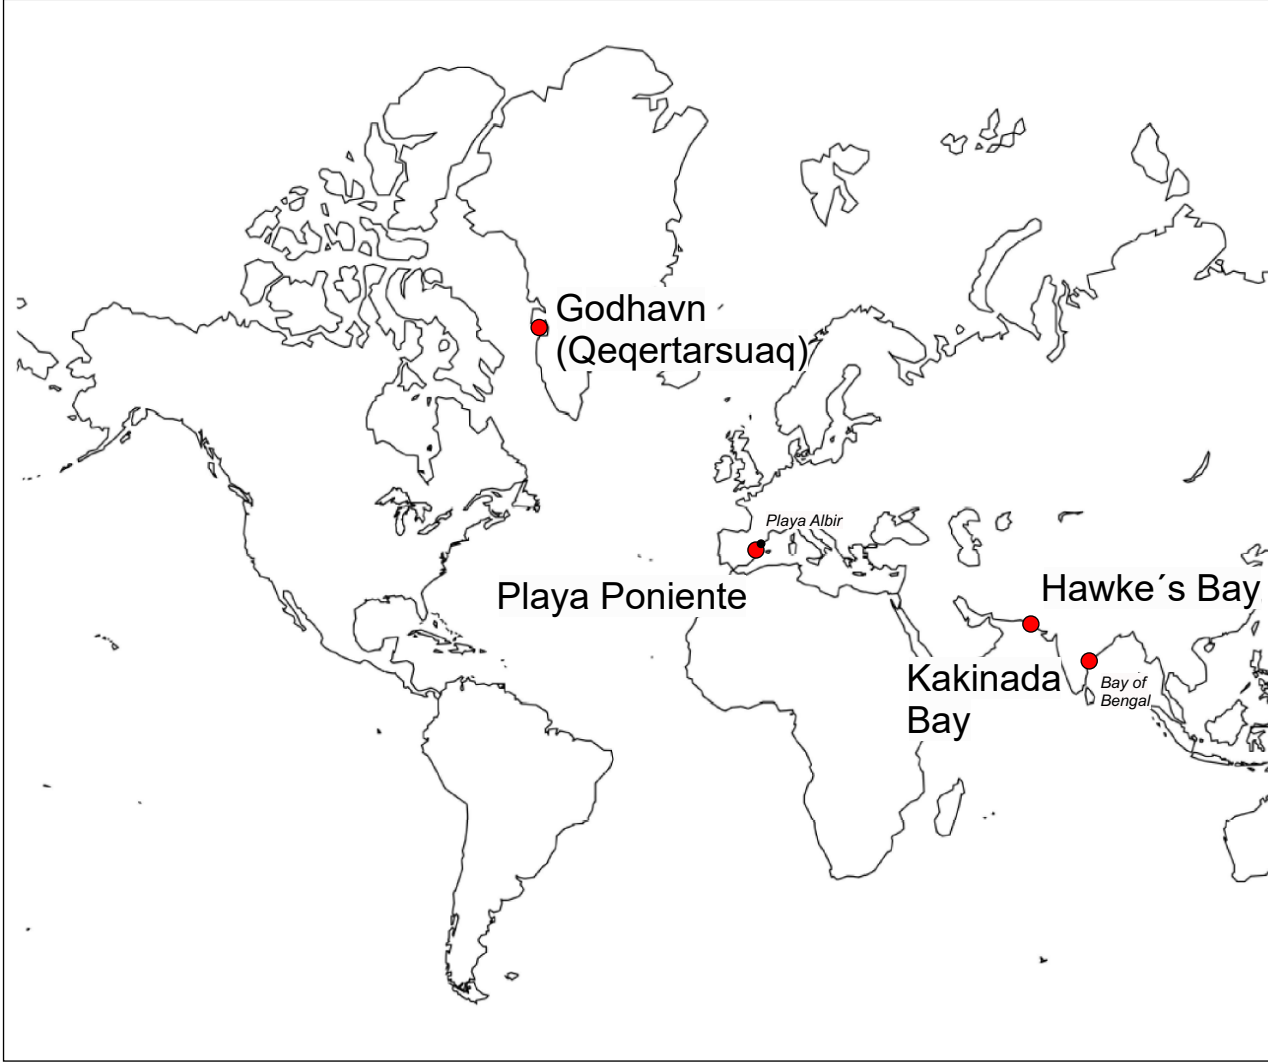 Godhavn
(Qeqertarsuaq)
Playa Albir
Playa Poniente
Hawke´s Bay
Kakinada
Bay
Bay of
Bengal